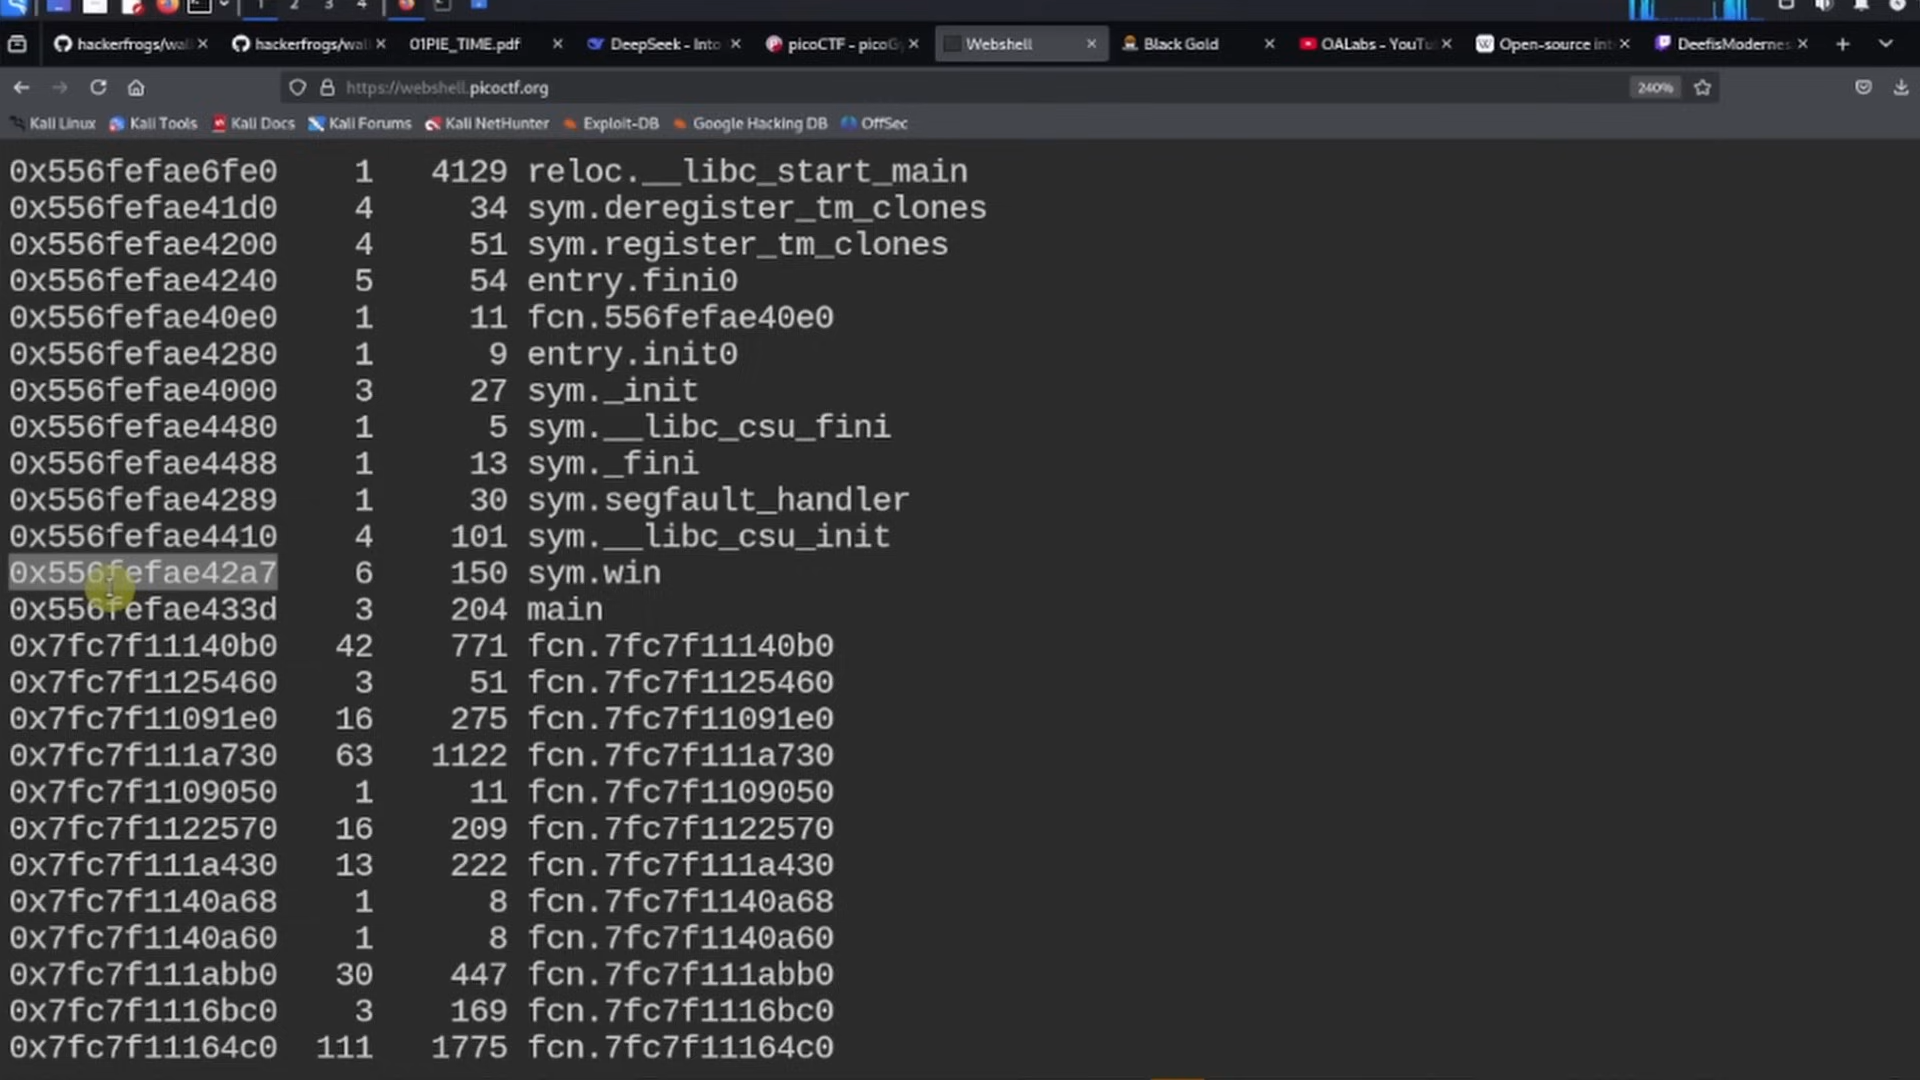 1 2 3 4
hackerfrogs/wal hackerfrogs/wal 01PIE_TIME.pdf DeepSeek - Into picoCTF - picoGy Webshell Black Gold OALabs - YouTu Open-source int DeefisModernes
https://webshell.picoctf.org 240%
Kali Linux Kali Tools Kali Docs Kali Forums Kali NetHunter Exploit-DB Google Hacking DB OffSec
0x556fefae6fe0 1 4129 reloc.__libc_start_main
0x556fefae41d0 4 34 sym.deregister_tm_clones
0x556fefae4200 4 51 sym.register_tm_clones
0x556fefae4240 5 54 entry.fini0
0x556fefae40e0 1 11 fcn.556fefae40e0
0x556fefae4280 1 9 entry.init0
0x556fefae4000 3 27 sym._init
0x556fefae4480 1 5 sym.__libc_csu_fini
0x556fefae4488 1 13 sym._fini
0x556fefae4289 1 30 sym.segfault_handler
0x556fefae4410 4 101 sym.__libc_csu_init
0x556fefae42a7 6 150 sym.win
0x556fefae433d 3 204 main
0x7fc7f11140b0 42 771 fcn.7fc7f11140b0
0x7fc7f1125460 3 51 fcn.7fc7f1125460
0x7fc7f11091e0 16 275 fcn.7fc7f11091e0
0x7fc7f111a730 63 1122 fcn.7fc7f111a730
0x7fc7f1109050 1 11 fcn.7fc7f1109050
0x7fc7f1122570 16 209 fcn.7fc7f1122570
0x7fc7f111a430 13 222 fcn.7fc7f111a430
0x7fc7f1140a68 1 8 fcn.7fc7f1140a68
0x7fc7f1140a60 1 8 fcn.7fc7f1140a60
0x7fc7f111abb0 30 447 fcn.7fc7f111abb0
0x7fc7f1116bc0 3 169 fcn.7fc7f1116bc0
0x7fc7f11164c0 111 1775 fcn.7fc7f11164c0